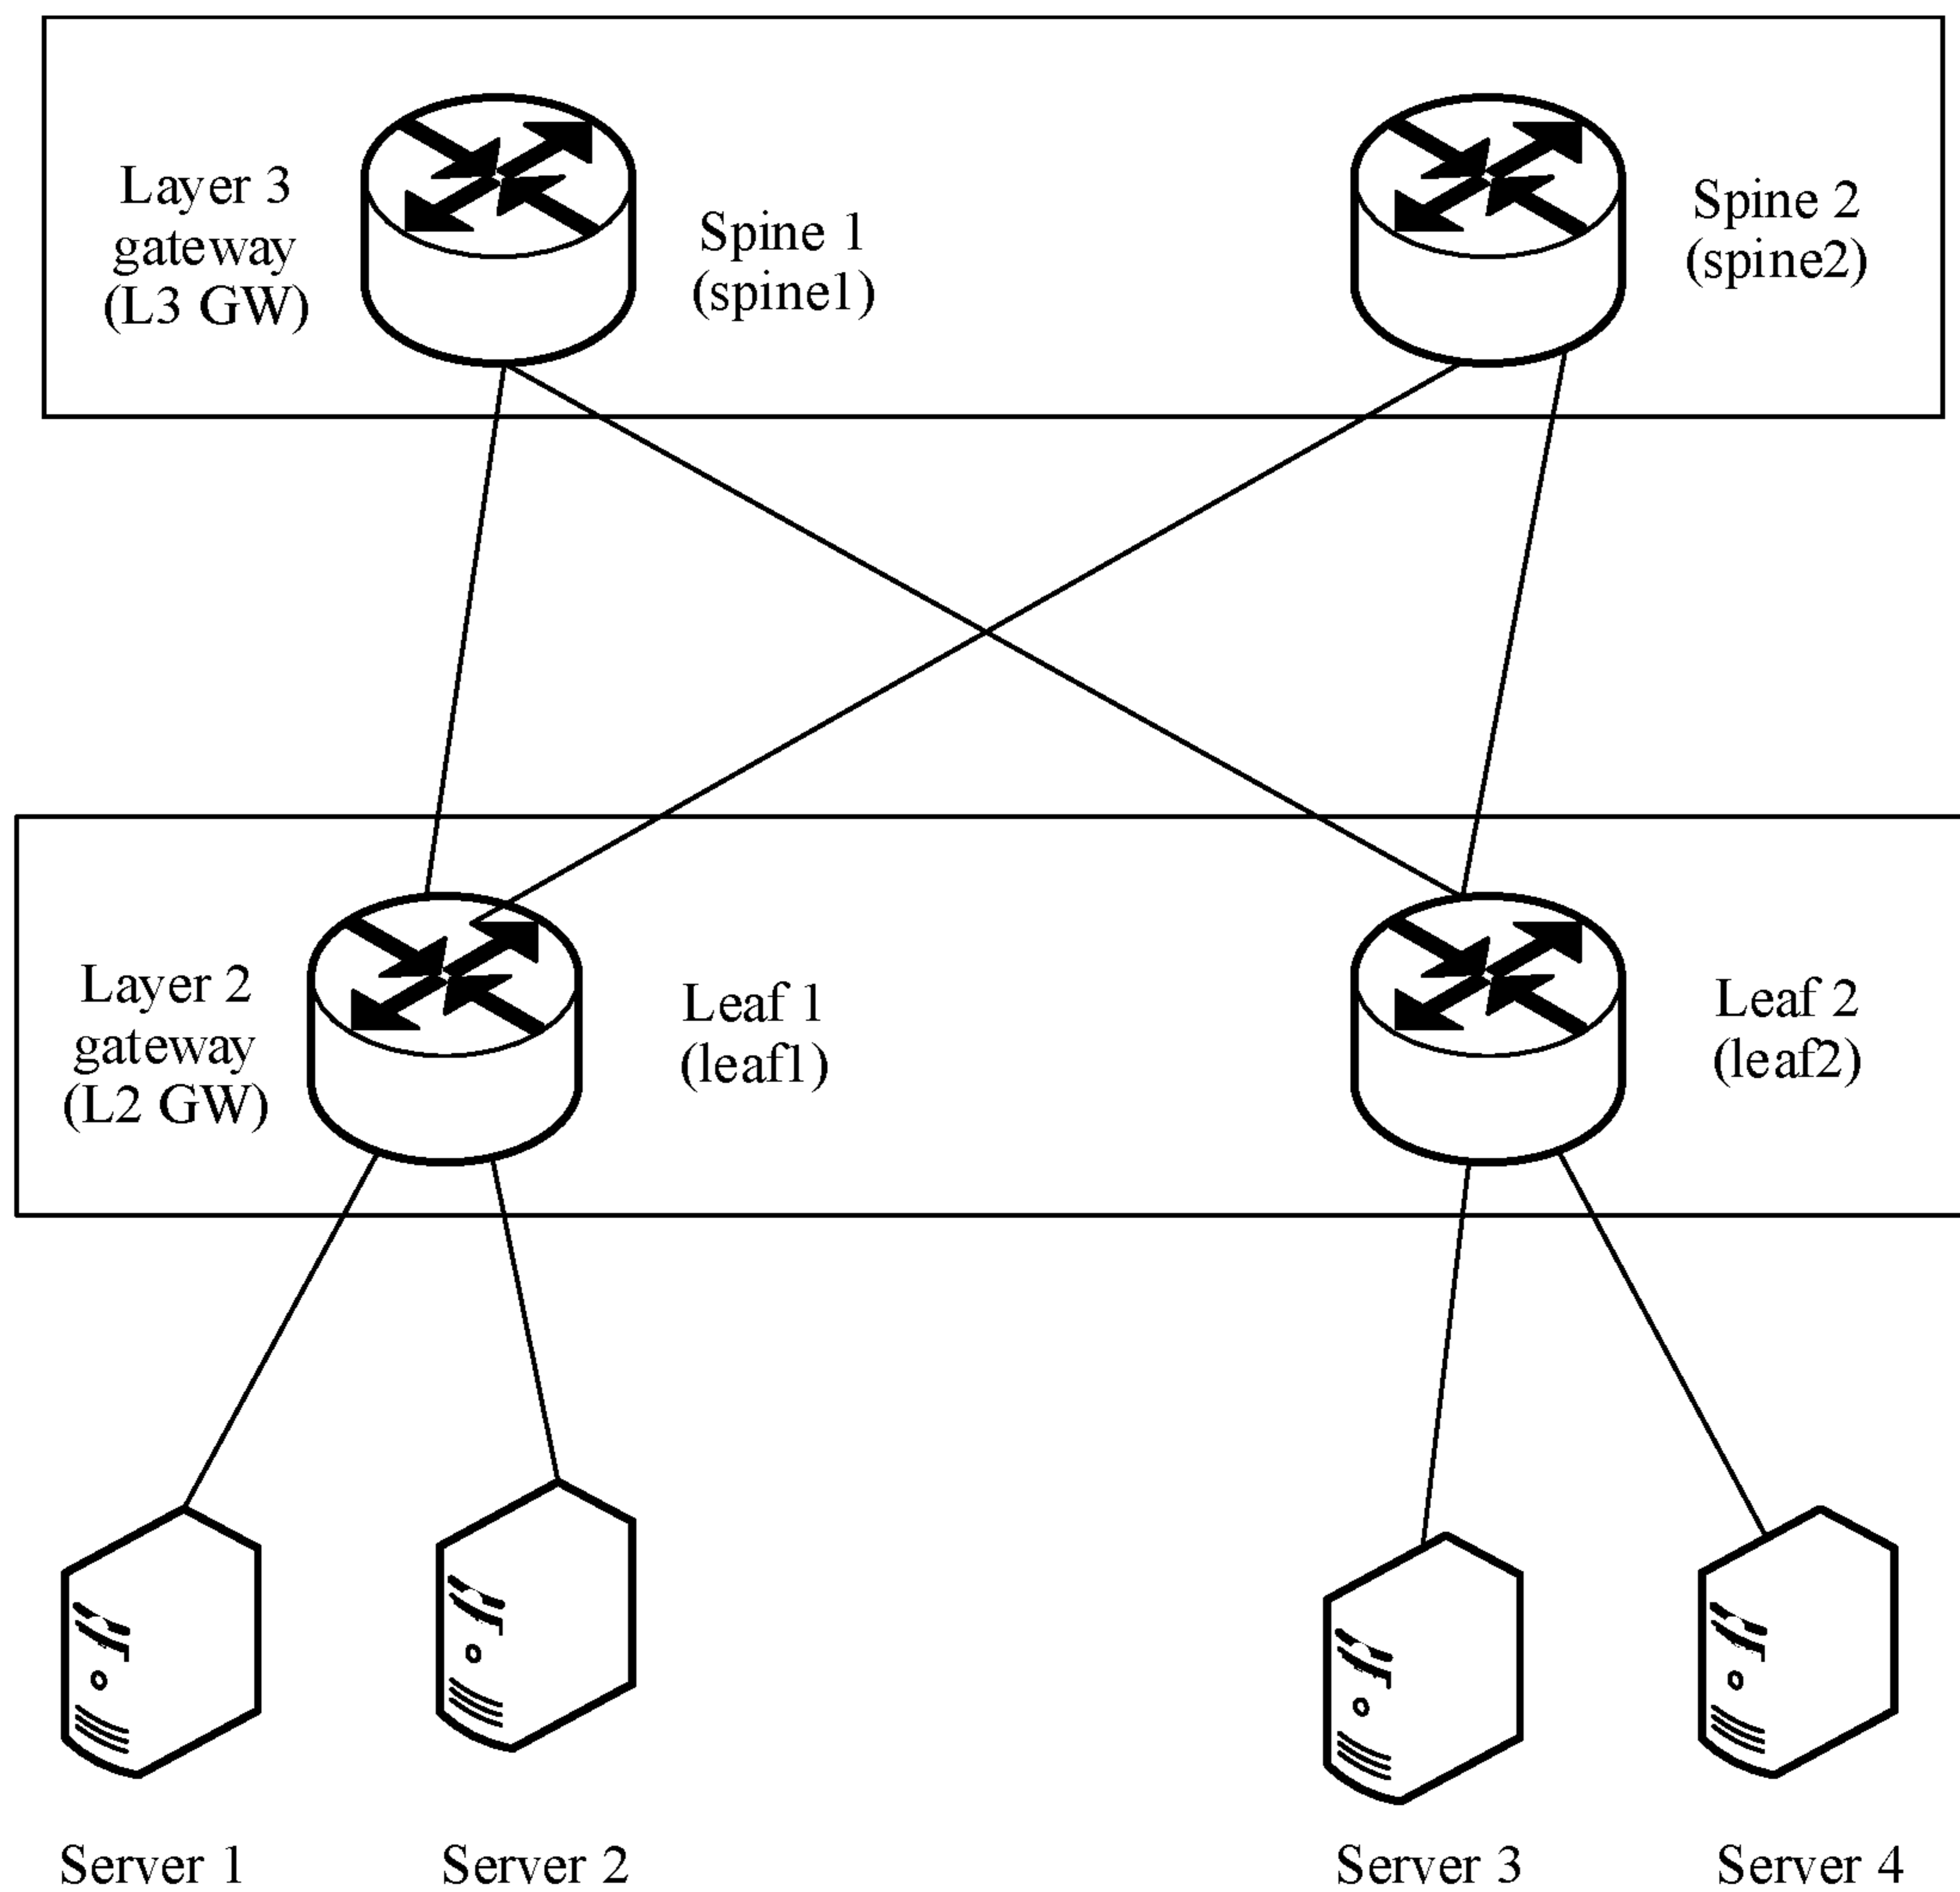 Layer 3
gateway
(L3 GW)
Spine 1
(spine1)
Spine 2
(spine2)
Layer 2
gateway
(L2 GW)
Leaf 1
(leaf1)
Leaf 2
(leaf2)
Server 1
Server 2
Server 3
Server 4